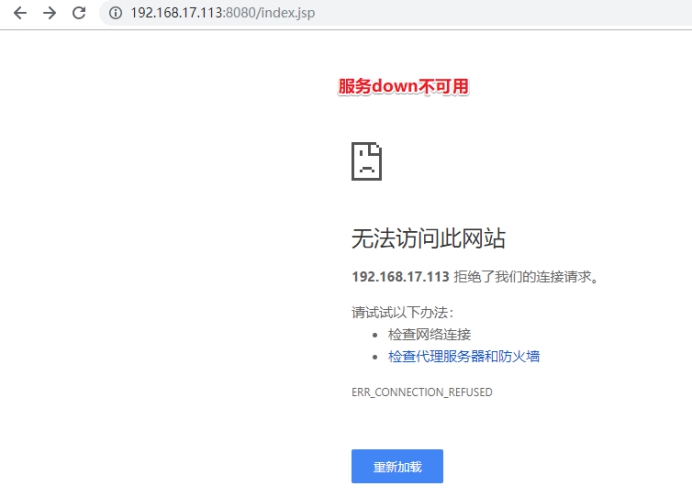 192.168.17.113:8080/index.jsp
服务down不可用
无法访问此网站
192.168.17.113 拒绝了我们的连接请求。
请试试以下办法：
• 检查网络连接
• 检查代理服务器和防火墙
ERR_CONNECTION_REFUSED
重新加载